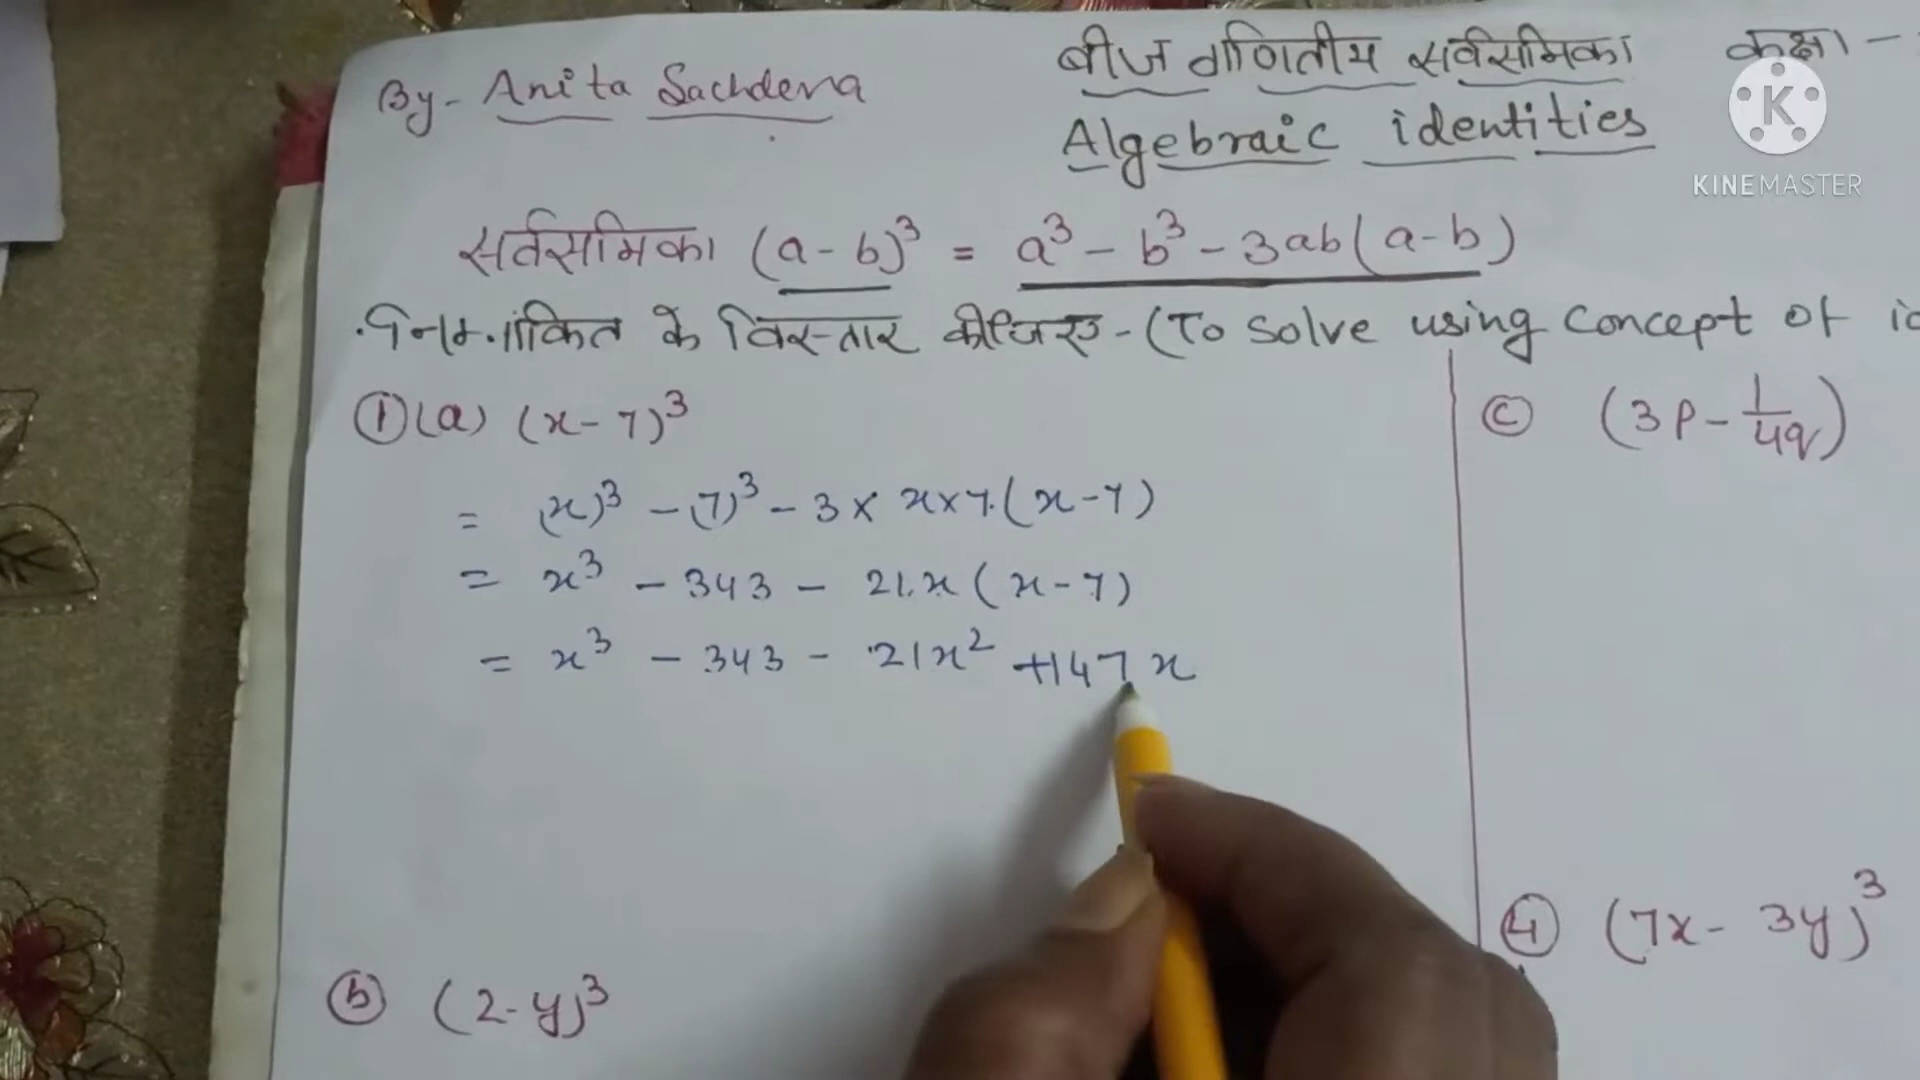 By - Anita Sachdeva
बीज गणितीय सर्वसमिका कक्षा -
Algebraic identities
KINEMASTER
सर्वसमिका (a - b)³ = a³ - b³ - 3ab(a-b)
के विस्तार कीजिए - (To solve using concept of
① (a) (x - 7)³
= (x)³ - (7)³ - 3 × x × 7 (x - 7)
= x³ - 343 - 21x (x - 7)
= x³ - 343 - 21x² + 147x
ⓑ (2 - y)³
ⓒ (3p - 1/4q)
④ (7x - 3y)³